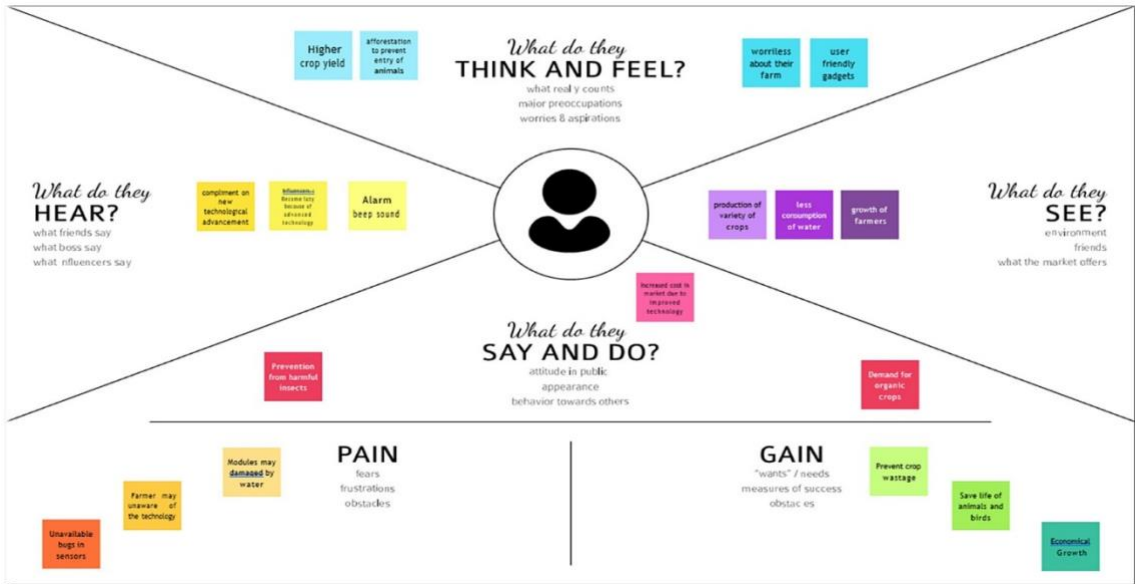 Higher
crop yield
afforestation
to prevent
entry of
animals
What do they
THINK AND FEEL?
what real y counts
major preoccupations
worries & aspirations
worriless
about their
farm
user
friendly
gadgets
What do they
HEAR?
what friends say
what boss say
what nfluencers say
compliment on
new
technological
advancement
Become lazy
because of
advanced
technology
Alarm
beep sound
production of
variety of
crops
less
consumption
of water
growth of
farmers
What do they
SEE?
environment
friends
what the market offers
Increased cost in
market due to
improved
technology
What do they
SAY AND DO?
attitude in public
appearance
behavior towards others
Prevention
from harmful
insects
Demand for
organic
crops
PAIN
fears
frustrations
obstacles
Modules may
damaged by
water
Farmer may
unaware of
the technology
Unavailable
bugs in
sensors
GAIN
"wants" / needs
measures of success
obstac es
Prevent crop
wastage
Save life of
animals and
birds
Economical
Growth